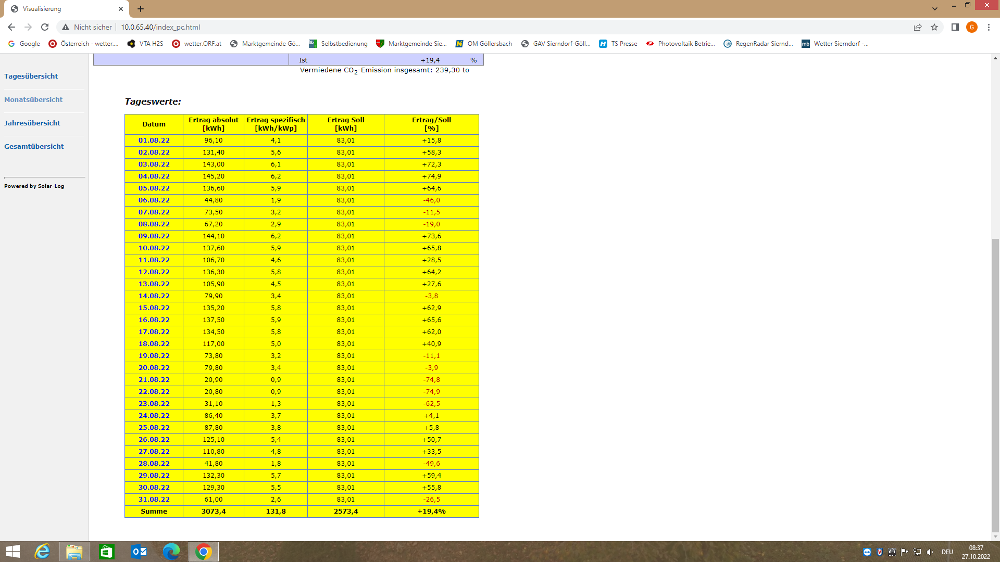 Visualisierung
Nicht sicher 10.0.65.40/index_pc.html
Google Österreich - wetter.... VTA H2S wetter.ORF.at Marktgemeinde Gö... Selbstbedienung Marktgemeinde Sie... OM Göllersbach GAV Sierndorf-Göll... TS Presse Photovoltaik Betrie... RegenRadar Siernd... Wetter Sierndorf -...
Ist +19,4 %
Vermiedene CO2-Emission insgesamt: 239,30 to
Tagesübersicht
Monatsübersicht
Jahresübersicht
Gesamtübersicht
Powered by Solar-Log
Tageswerte:
Datum Ertrag absolut [kWh] Ertrag spezifisch [kWh/kWp] Ertrag Soll [kWh] Ertrag/Soll [%]
01.08.22 96,10 4,1 83,01 +15,8
02.08.22 131,40 5,6 83,01 +58,3
03.08.22 143,00 6,1 83,01 +72,3
04.08.22 145,20 6,2 83,01 +74,9
05.08.22 136,60 5,9 83,01 +64,6
06.08.22 44,80 1,9 83,01 -46,0
07.08.22 73,50 3,2 83,01 -11,5
08.08.22 67,20 2,9 83,01 -19,0
09.08.22 144,10 6,2 83,01 +73,6
10.08.22 137,60 5,9 83,01 +65,8
11.08.22 106,70 4,6 83,01 +28,5
12.08.22 136,30 5,8 83,01 +64,2
13.08.22 105,90 4,5 83,01 +27,6
14.08.22 79,90 3,4 83,01 -3,8
15.08.22 135,20 5,8 83,01 +62,9
16.08.22 137,50 5,9 83,01 +65,6
17.08.22 134,50 5,8 83,01 +62,0
18.08.22 117,00 5,0 83,01 +40,9
19.08.22 73,80 3,2 83,01 -11,1
20.08.22 79,80 3,4 83,01 -3,9
21.08.22 20,90 0,9 83,01 -74,8
22.08.22 20,80 0,9 83,01 -74,9
23.08.22 31,10 1,3 83,01 -62,5
24.08.22 86,40 3,7 83,01 +4,1
25.08.22 87,80 3,8 83,01 +5,8
26.08.22 125,10 5,4 83,01 +50,7
27.08.22 110,80 4,8 83,01 +33,5
28.08.22 41,80 1,8 83,01 -49,6
29.08.22 132,30 5,7 83,01 +59,4
30.08.22 129,30 5,5 83,01 +55,8
31.08.22 61,00 2,6 83,01 -26,5
Summe 3073,4 131,8 2573,4 +19,4%
DEU
08:37
27.10.2022